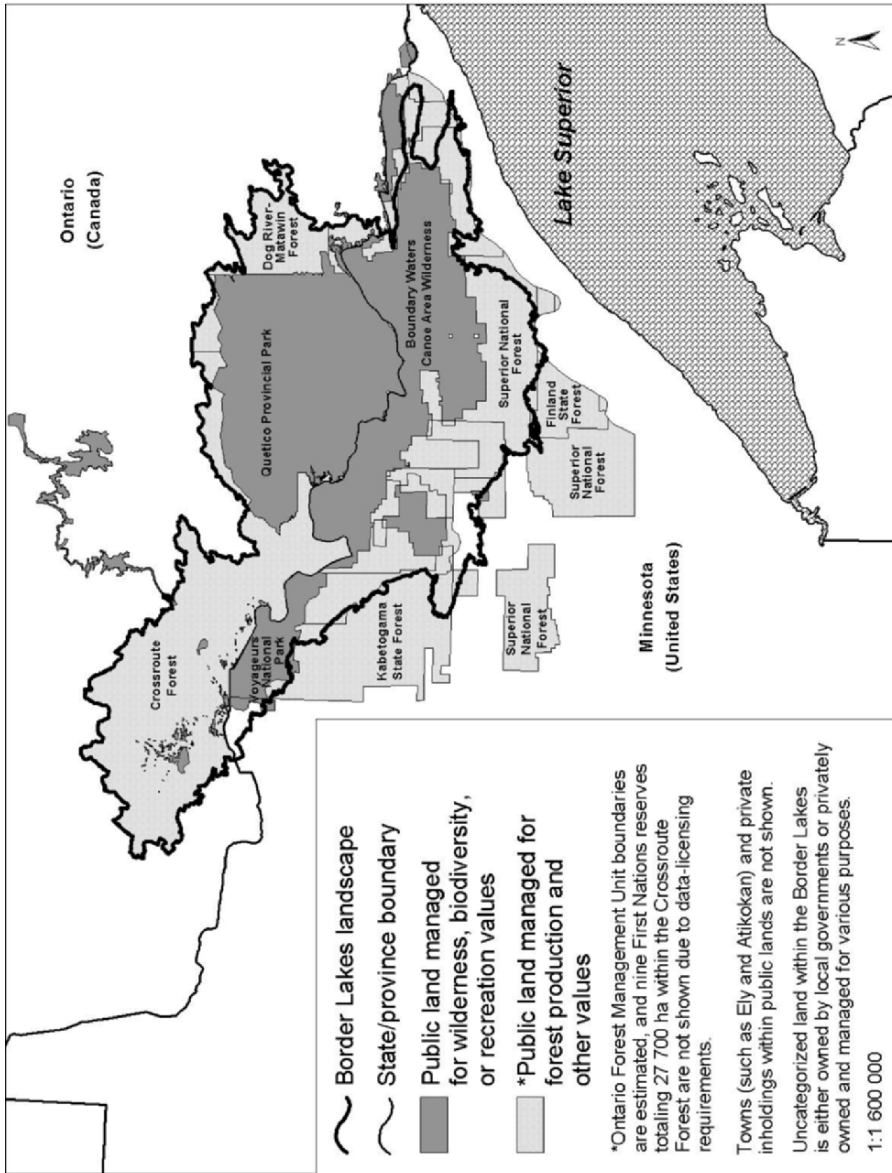 Ontario
(Canada)
Dog River-
Matawin
Forest
Quetico Provincial Park
Boundary Waters
Canoe Area Wilderness
Lake Superior
N
Crossroute
Forest
Voyageurs
National
Park
Kabetogama
State Forest
Superior National
Forest
Finland
State
Forest
Superior
National
Forest
Superior
National
Forest
Minnesota
(United States)
Border Lakes landscape
State/province boundary
Public land managed
for wilderness, biodiversity,
or recreation values
*Public land managed for
forest production and
other values
*Ontario Forest Management Unit boundaries
are estimated, and nine First Nations reserves
totaling 27 700 ha within the Crossroute
Forest are not shown due to data-licensing
requirements.
Towns (such as Ely and Atikokan) and private
inholdings within public lands are not shown.
Uncategorized land within the Border Lakes
is either owned by local governments or privately
owned and managed for various purposes.
1:1 600 000